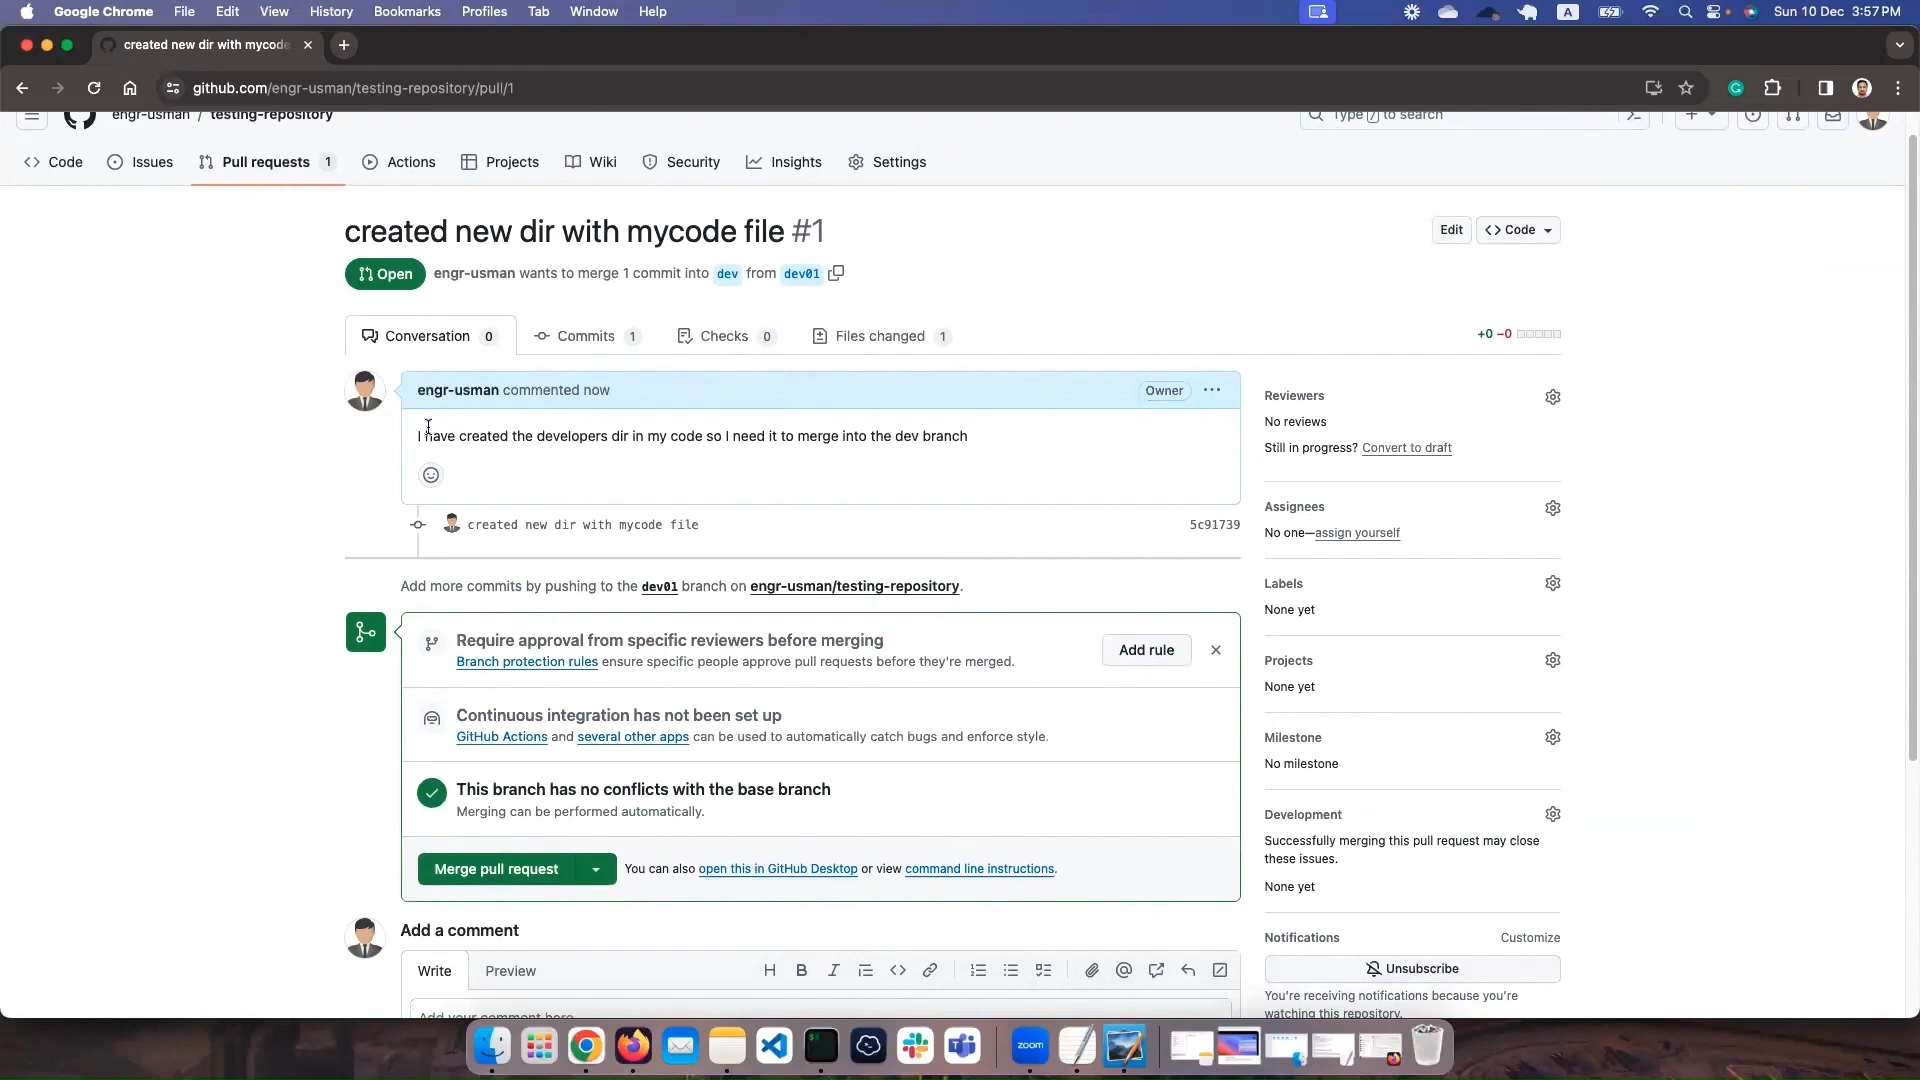 Google Chrome File Edit View History Bookmarks Profiles Tab Window Help A Sun 10 Dec 3:57 PM
created new dir with mycode
github.com/engr-usman/testing-repository/pull/1
engr-usman / testing-repository Type / to search
Code Issues Pull requests 1 Actions Projects Wiki Security Insights Settings
created new dir with mycode file #1
Edit Code
Open engr-usman wants to merge 1 commit into dev from dev01
Conversation 0 Commits 1 Checks 0 Files changed 1 +0 −0
engr-usman commented now Owner
I have created the developers dir in my code so I need it to merge into the dev branch
created new dir with mycode file 5c91739
Add more commits by pushing to the dev01 branch on engr-usman/testing-repository.
Require approval from specific reviewers before merging
Branch protection rules ensure specific people approve pull requests before they're merged.
Add rule
Continuous integration has not been set up
GitHub Actions and several other apps can be used to automatically catch bugs and enforce style.
This branch has no conflicts with the base branch
Merging can be performed automatically.
Merge pull request You can also open this in GitHub Desktop or view command line instructions.
Add a comment
Write Preview H B I @
Add your comment here
Reviewers
No reviews
Still in progress? Convert to draft
Assignees
No one—assign yourself
Labels
None yet
Projects
None yet
Milestone
No milestone
Development
Successfully merging this pull request may close
these issues.
None yet
Notifications Customize
Unsubscribe
You're receiving notifications because you're
watching this repository.
zoom